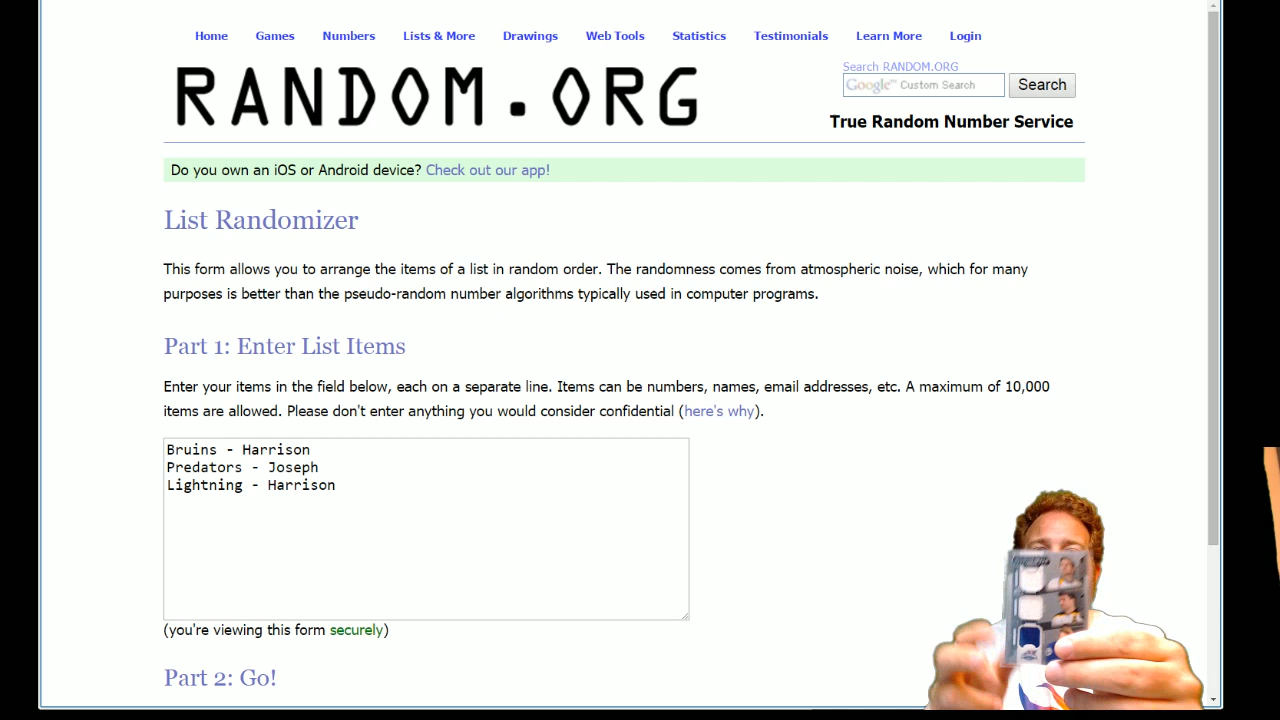 Home Games Numbers Lists & More Drawings Web Tools Statistics Testimonials Learn More Login
RANDOM.ORG
Search RANDOM.ORG
Google™ Custom Search Search
True Random Number Service
Do you own an iOS or Android device? Check out our app!
List Randomizer
This form allows you to arrange the items of a list in random order. The randomness comes from atmospheric noise, which for many
purposes is better than the pseudo-random number algorithms typically used in computer programs.
Part 1: Enter List Items
Enter your items in the field below, each on a separate line. Items can be numbers, names, email addresses, etc. A maximum of 10,000
items are allowed. Please don't enter anything you would consider confidential (here's why).
Bruins - Harrison
Predators - Joseph
Lightning - Harrison
(you're viewing this form securely)
Part 2: Go!